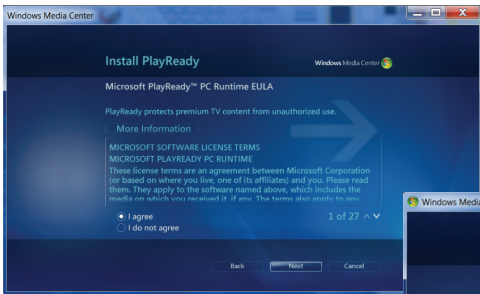 Windows Media Center
Install PlayReady
Windows Media Center
Microsoft PlayReady™ PC Runtime EULA
PlayReady protects premium TV content from unauthorized use.
More Information
MICROSOFT SOFTWARE LICENSE TERMS
MICROSOFT PLAYREADY PC RUNTIME
These license terms are an agreement between Microsoft Corporation
(or based on where you live, one of its affiliates) and you. Please read
them. They apply to the software named above, which includes the
media on which you received it, if any. The terms also apply to any
I agree
1 of 27
I do not agree
Windows Media
Back
Next
Cancel